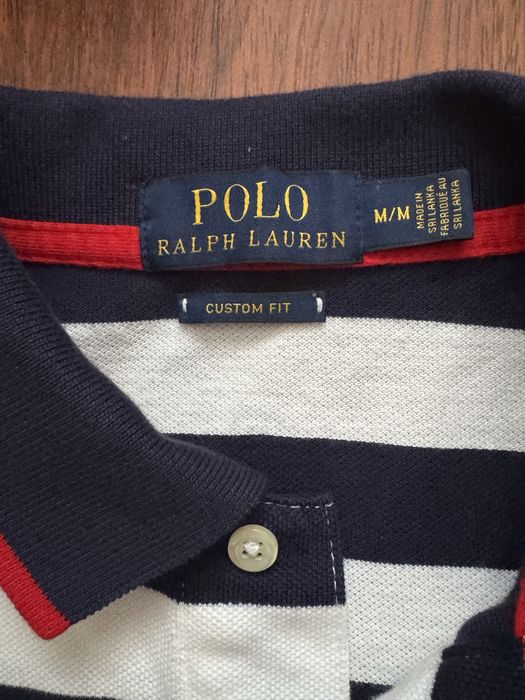 POLO
RALPH LAUREN
M/M
MADE IN
SRI LANKA
FABRIQUÉ AU
SRI LANKA
CUSTOM FIT